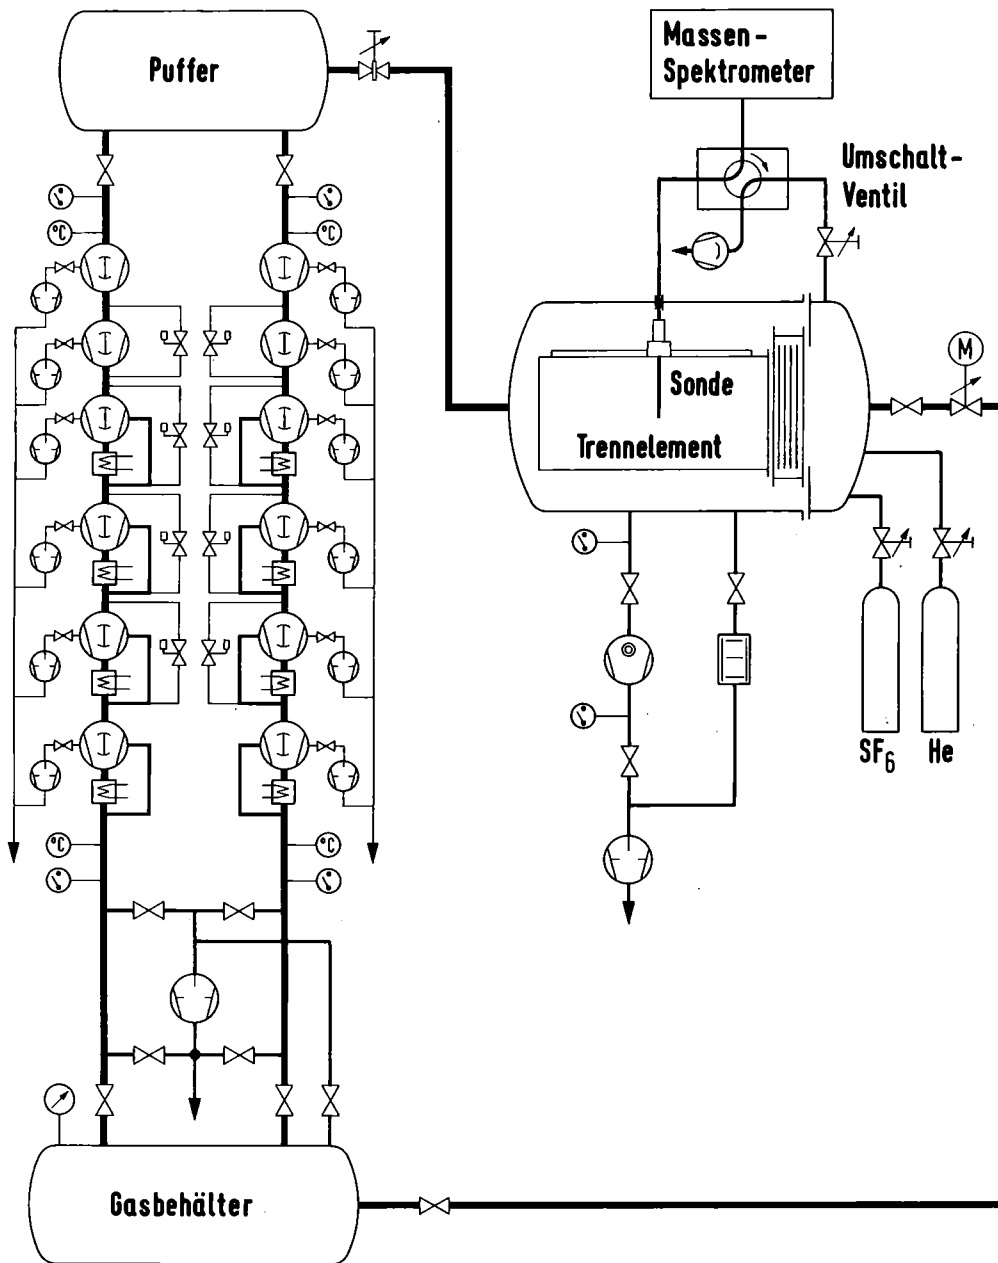 Puffer
Massen-
Spektrometer
Umschalt-
Ventil
°C
°C
M
Sonde
Trennelement
SF6
He
°C
°C
Gasbehälter